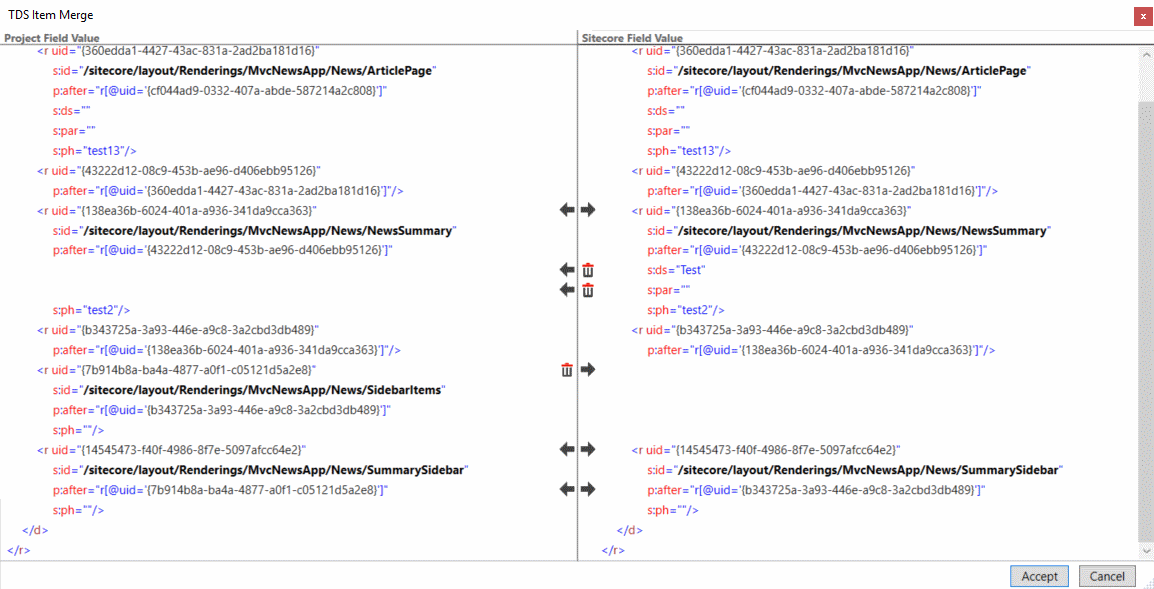 TDS Item Merge
x
Project Field Value
<r uid="{360edda1-4427-43ac-831a-2ad2ba181d16}"
s:id="/sitecore/layout/Renderings/MvcNewsApp/News/ArticlePage"
p:after="r[@uid='{cf044ad9-0332-407a-abde-587214a2c808}']"
s:ds=""
s:par=""
s:ph="test13"/>
<r uid="{43222d12-08c9-453b-ae96-d406ebb95126}"
p:after="r[@uid='{360edda1-4427-43ac-831a-2ad2ba181d16}']"/>
<r uid="{138ea36b-6024-401a-a936-341da9cca363}"
s:id="/sitecore/layout/Renderings/MvcNewsApp/News/NewsSummary"
p:after="r[@uid='{43222d12-08c9-453b-ae96-d406ebb95126}']"
s:ph="test2"/>
<r uid="{b343725a-3a93-446e-a9c8-3a2cbd3db489}"
p:after="r[@uid='{138ea36b-6024-401a-a936-341da9cca363}']"/>
<r uid="{7b914b8a-ba4a-4877-a0f1-c05121d5a2e8}"
s:id="/sitecore/layout/Renderings/MvcNewsApp/News/SidebarItems"
p:after="r[@uid='{b343725a-3a93-446e-a9c8-3a2cbd3db489}']"
s:ph=""/>
<r uid="{14545473-f40f-4986-8f7e-5097afcc64e2}"
s:id="/sitecore/layout/Renderings/MvcNewsApp/News/SummarySidebar"
p:after="r[@uid='{7b914b8a-ba4a-4877-a0f1-c05121d5a2e8}']"
s:ph=""/>
</d>
</r>
Sitecore Field Value
<r uid="{360edda1-4427-43ac-831a-2ad2ba181d16}"
s:id="/sitecore/layout/Renderings/MvcNewsApp/News/ArticlePage"
p:after="r[@uid='{cf044ad9-0332-407a-abde-587214a2c808}']"
s:ds=""
s:par=""
s:ph="test13"/>
<r uid="{43222d12-08c9-453b-ae96-d406ebb95126}"
p:after="r[@uid='{360edda1-4427-43ac-831a-2ad2ba181d16}']"/>
<r uid="{138ea36b-6024-401a-a936-341da9cca363}"
s:id="/sitecore/layout/Renderings/MvcNewsApp/News/NewsSummary"
p:after="r[@uid='{43222d12-08c9-453b-ae96-d406ebb95126}']"
s:ds="Test"
s:par=""
s:ph="test2"/>
<r uid="{b343725a-3a93-446e-a9c8-3a2cbd3db489}"
p:after="r[@uid='{138ea36b-6024-401a-a936-341da9cca363}']"/>
<r uid="{14545473-f40f-4986-8f7e-5097afcc64e2}"
s:id="/sitecore/layout/Renderings/MvcNewsApp/News/SummarySidebar"
p:after="r[@uid='{b343725a-3a93-446e-a9c8-3a2cbd3db489}']"
s:ph=""/>
</d>
</r>
Accept
Cancel